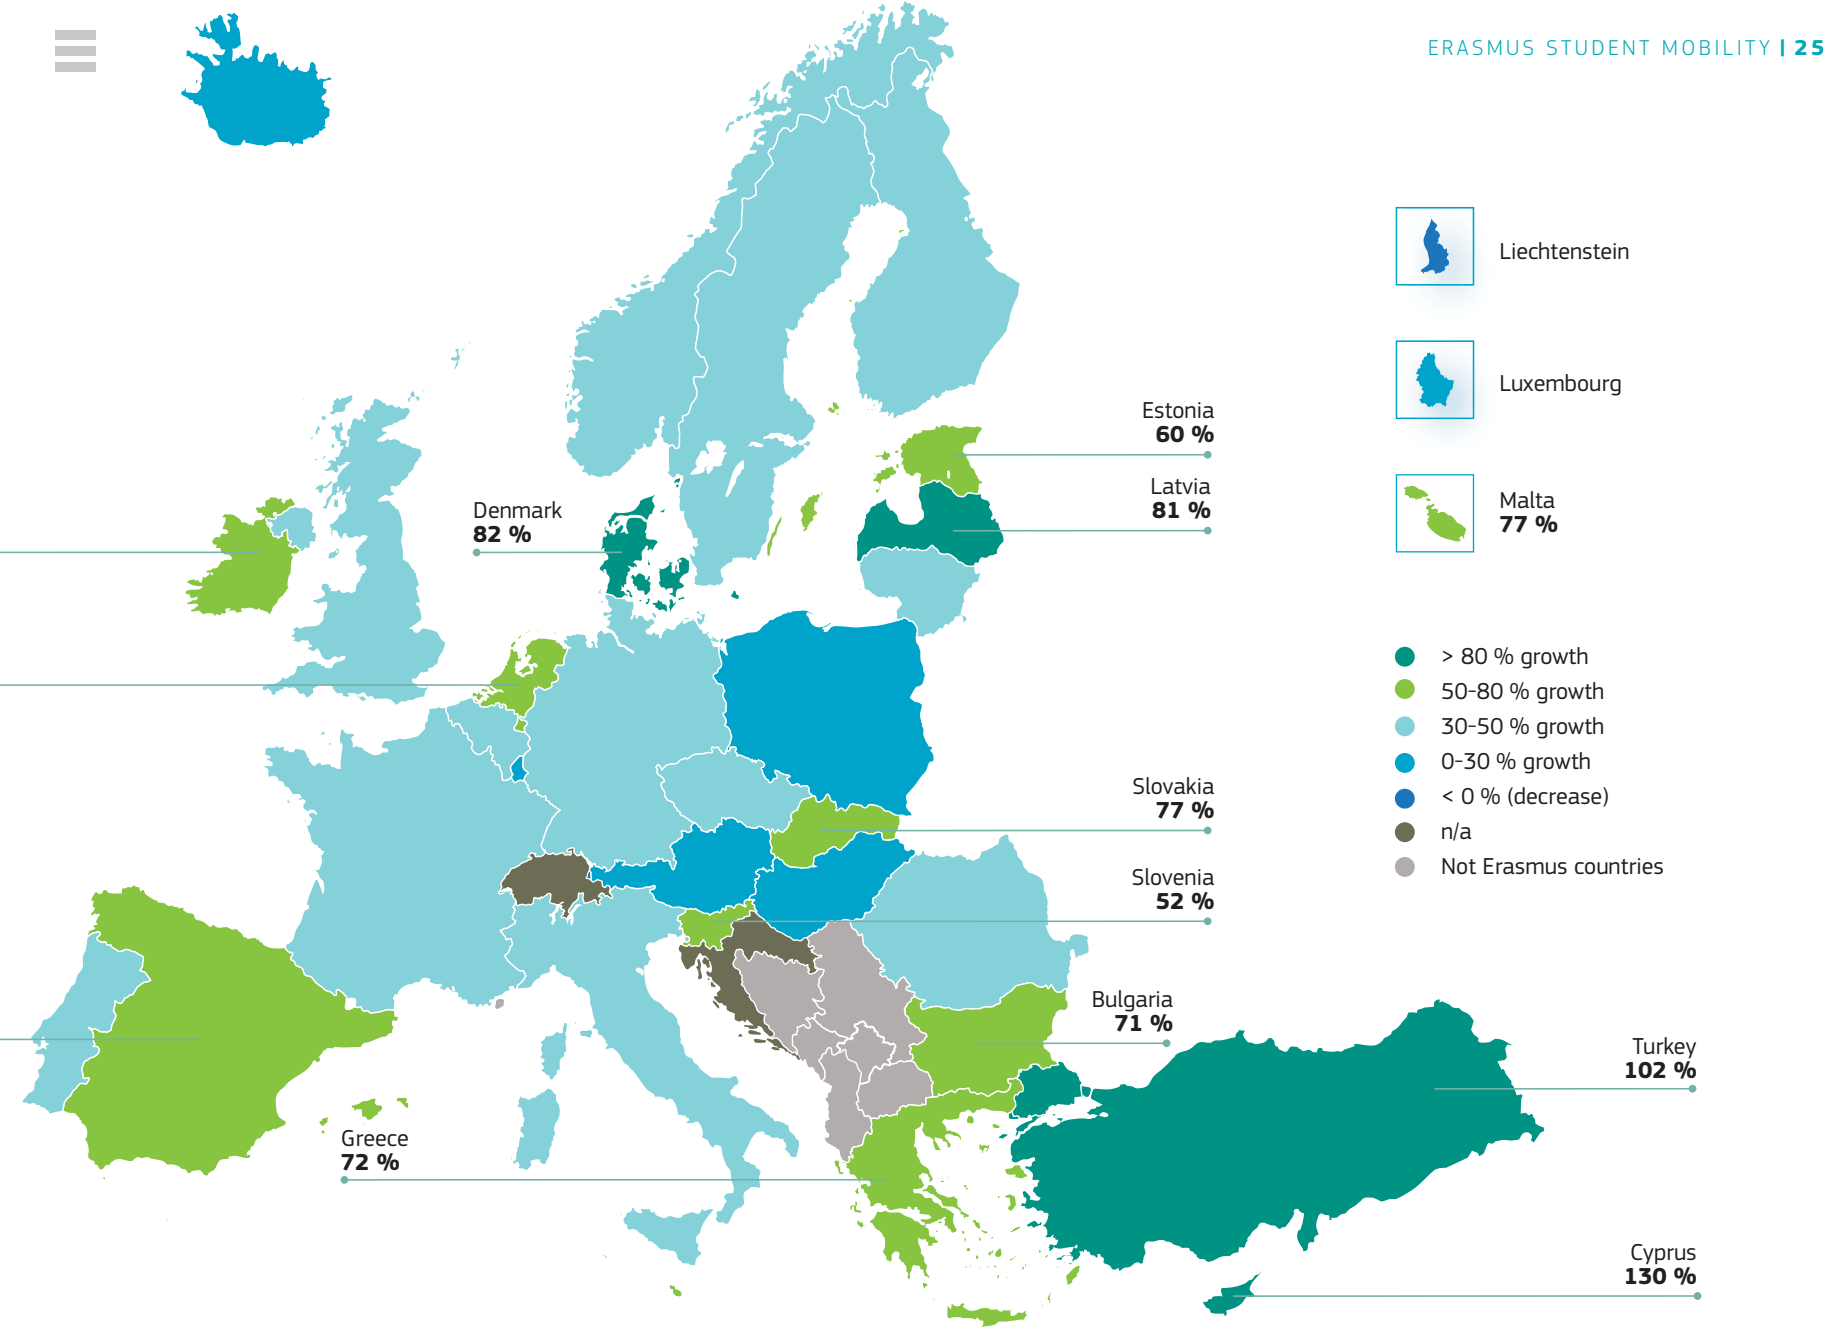 ERASMUS STUDENT MOBILITY | 25
Liechtenstein
Luxembourg
Estonia
60 %
Latvia
81 %
Malta
77 %
Denmark
82 %
> 80 % growth
50-80 % growth
30-50 % growth
0-30 % growth
< 0 % (decrease)
n/a
Not Erasmus countries
Slovakia
77 %
Slovenia
52 %
Bulgaria
71 %
Turkey
102 %
Greece
72 %
Cyprus
130 %